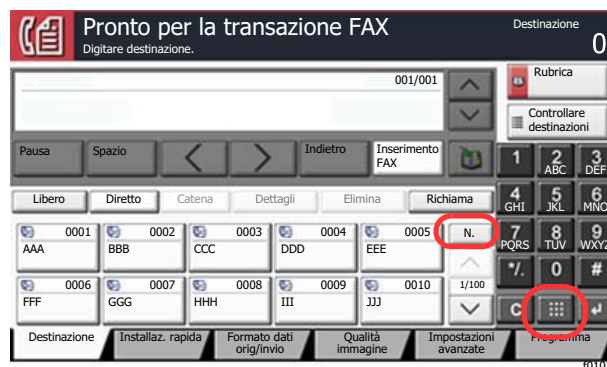 Pronto per la transazione FAX
Digitare destinazione.
Destinazione
0
001/001
Rubrica
Controllare
destinazioni
Pausa
Spazio
Indietro
Inserimento
FAX
1
2
ABC
3
DEF
Libero
Diretto
Catena
Dettagli
Elimina
Richiama
4
GHI
5
JKL
6
MNO
0001
AAA
0002
BBB
0003
CCC
0004
DDD
0005
EEE
N.
7
PQRS
8
TUV
9
WXYZ
0006
FFF
0007
GGG
0008
HHH
0009
III
0010
JJJ
1/100
*/.
0
#
C
Destinazione
Installaz. rapida
Formato dati
orig/invio
Qualità
immagine
Impostazioni
avanzate
Programma
f010